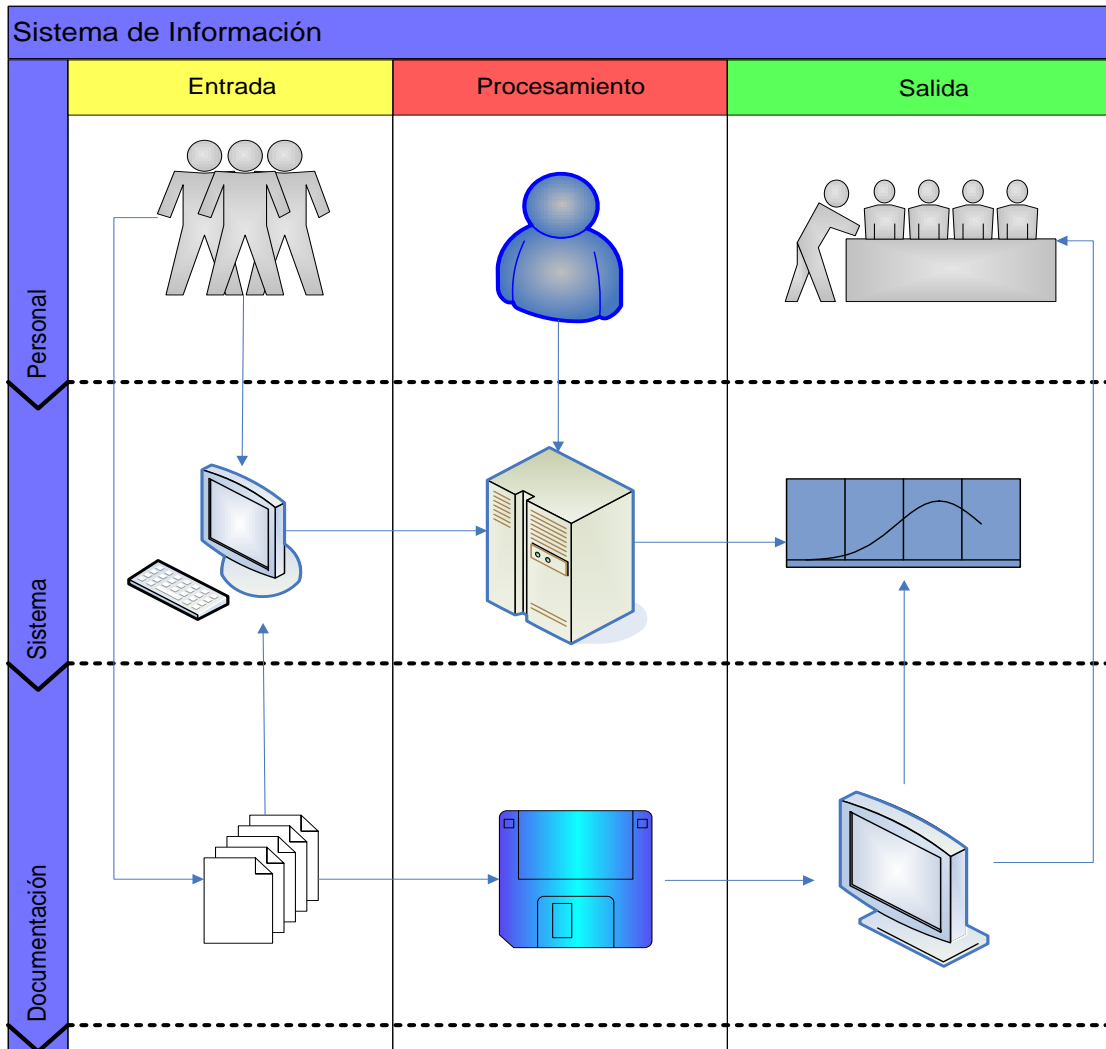 Sistema de Información
Entrada
Procesamiento
Salida
Personal
Sistema
Documentación